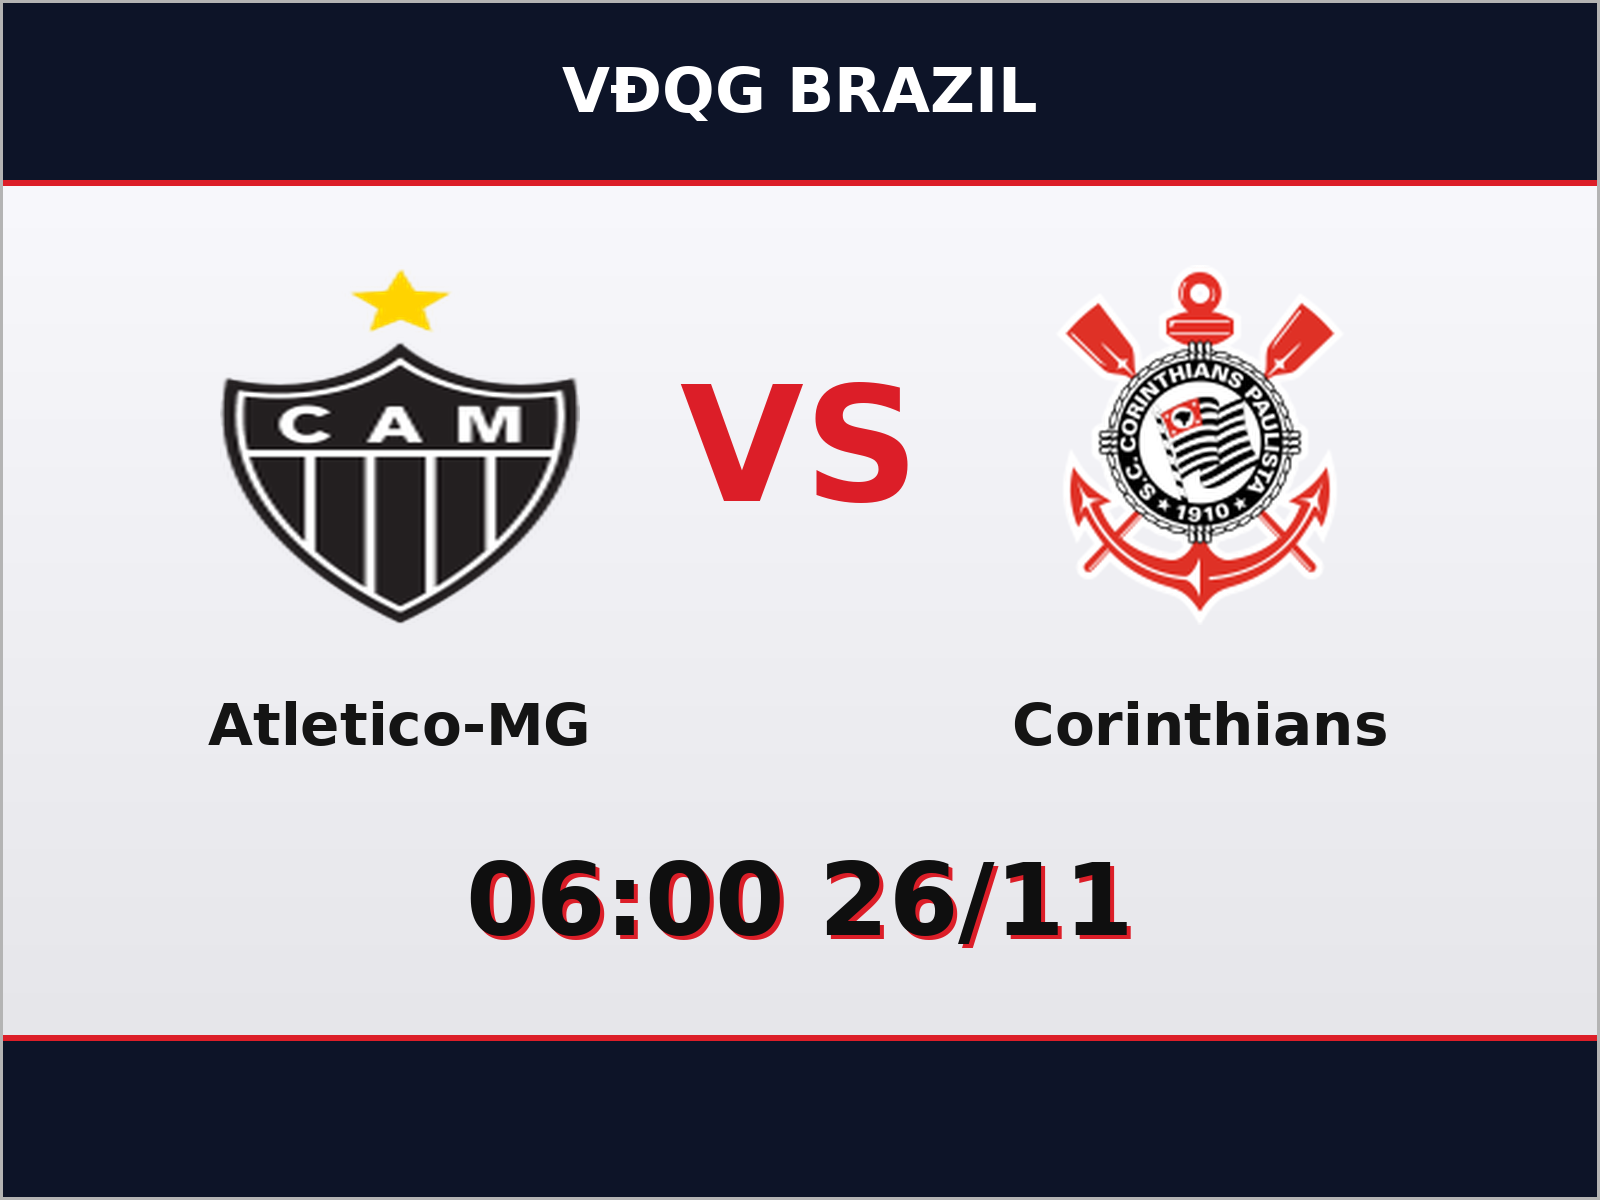 VĐQG BRAZIL
C A M
VS
S.C. CORINTHIANS PAULISTA
1910
Atletico-MG
Corinthians
06:00 26/11